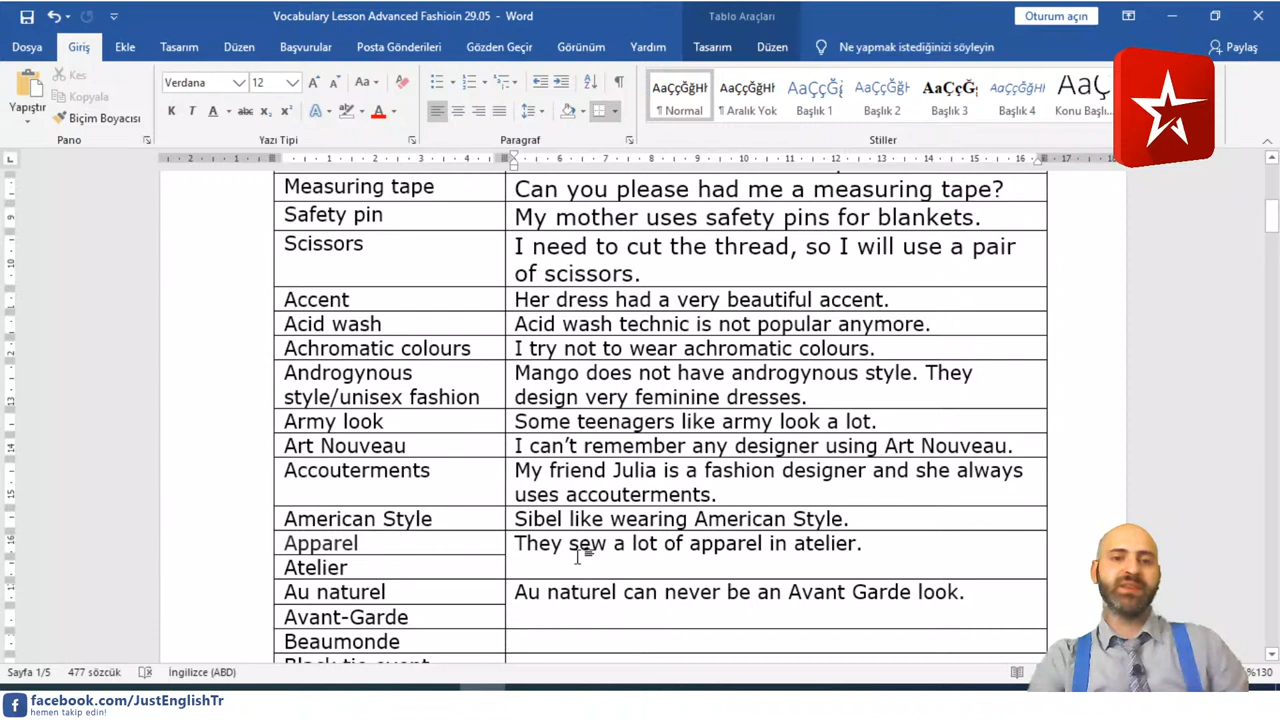 Vocabulary Lesson Advanced Fashioin 29.05 - Word
Tablo Araçları
Oturum açın
Dosya Giriş Ekle Tasarım Düzen Başvurular Posta Gönderileri Gözden Geçir Görünüm Yardım Tasarım Düzen Ne yapmak istediğinizi söyleyin Paylaş
Yapıştır
Kes
Kopyala
Biçim Boyacısı
Verdana 12
AaÇçĞğHı AaÇçĞğHı AaÇçĞğ AaÇçĞğHı AaÇçĞğ AaÇçĞğHı AaÇç
¶ Normal ¶ Aralık Yok Başlık 1 Başlık 2 Başlık 3 Başlık 4 Konu Başlı...
Pano Yazı Tipi Paragraf Stiller
Measuring tape Can you please had me a measuring tape?
Safety pin My mother uses safety pins for blankets.
Scissors I need to cut the thread, so I will use a pair
of scissors.
Accent Her dress had a very beautiful accent.
Acid wash Acid wash technic is not popular anymore.
Achromatic colours I try not to wear achromatic colours.
Androgynous Mango does not have androgynous style. They
style/unisex fashion design very feminine dresses.
Army look Some teenagers like army look a lot.
Art Nouveau I can't remember any designer using Art Nouveau.
Accouterments My friend Julia is a fashion designer and she always
uses accouterments.
American Style Sibel like wearing American Style.
Apparel They sew a lot of apparel in atelier.
Atelier
Au naturel Au naturel can never be an Avant Garde look.
Avant-Garde
Beaumonde
Black tie event
Sayfa 1/5 477 sözcük İngilizce (ABD) %130
facebook.com/JustEnglishTr
hemen takip edin!